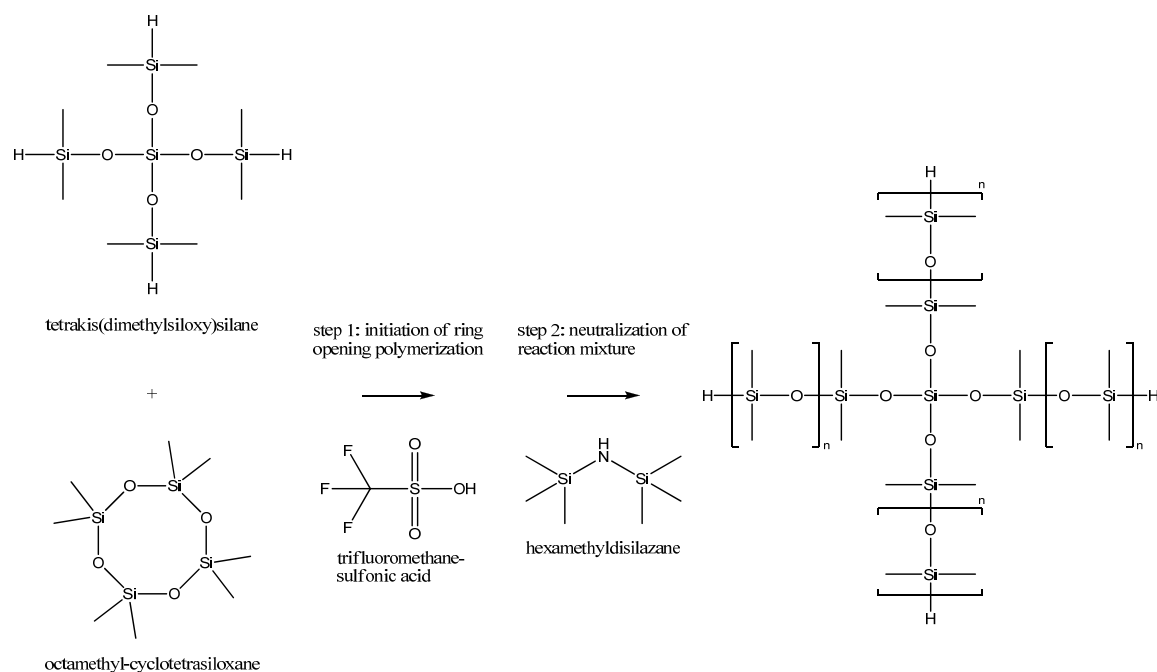 H
Si
O
H Si O Si O Si H
O
Si
H
tetrakis(dimethylsiloxy)silane
+
O Si
Si O
O Si
Si O
octamethyl-cyclotetrasiloxane
step 1: initiation of ring
opening polymerization
F O
F S OH
F O
trifluoromethane-
sulfonic acid
step 2: neutralization of
reaction mixture
H
N
Si Si
hexamethyldisilazane
H
n
Si
O
Si
O
H Si O Si O Si O Si O Si H
n n
O
Si
n
O
Si
H